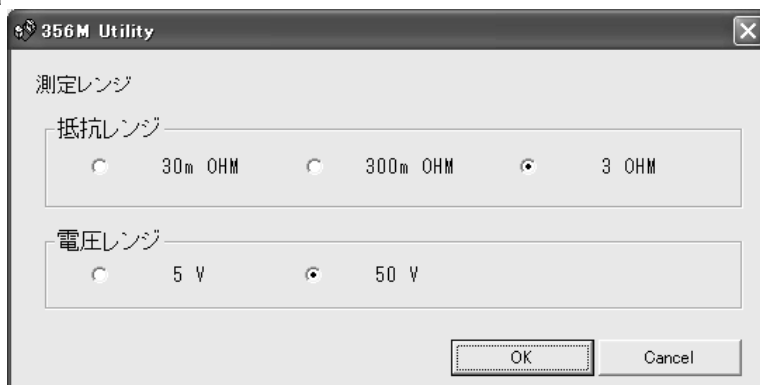 356M Utility
測定レンジ
抵抗レンジ
30m OHM 300m OHM 3 OHM
電圧レンジ
5 V 50 V
OK Cancel